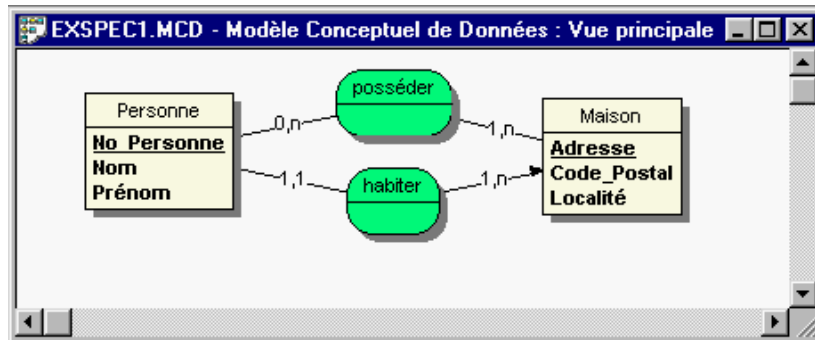 EXSPEC1.MCD - Modèle Conceptuel de Données : Vue principale
posséder
Personne
No_Personne
Nom
Prénom
0,n
1,n
Maison
Adresse
Code_Postal
Localité
1,1
habiter
1,n